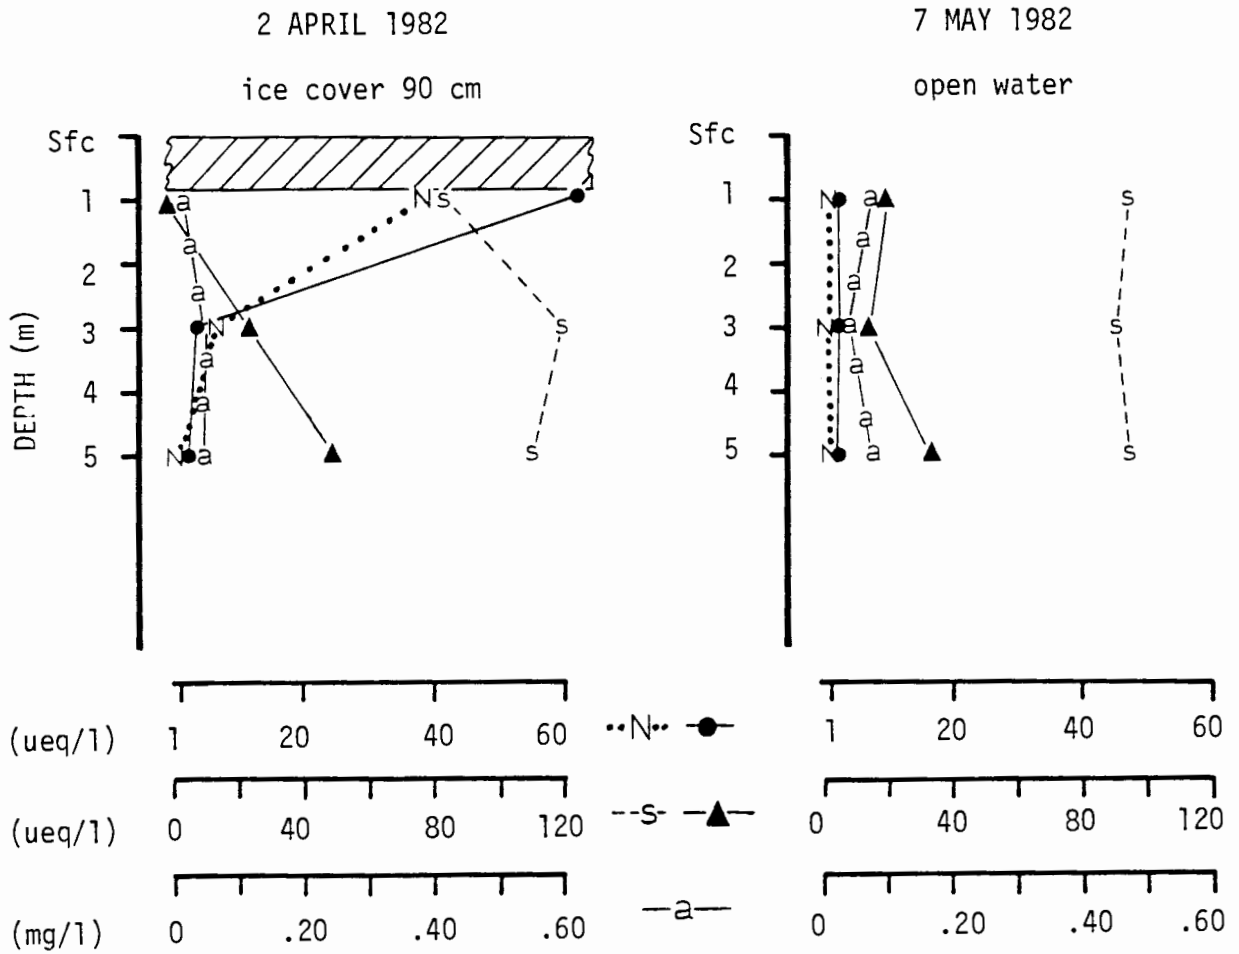 2 APRIL 1982
ice cover 90 cm
Sfc
1
2
3
4
5
DEPTH (m)
N s
a
a
a
s
N
a
a
N a
s
7 MAY 1982
open water
Sfc
1
2
3
4
5
N a s
a
a
N a s
a
a
N a s
(ueq/l) 1 20 40 60
••N•• 1 20 40 60
(ueq/l) 0 40 80 120
--s- 0 40 80 120
(mg/l) 0 .20 .40 .60
—a— 0 .20 .40 .60